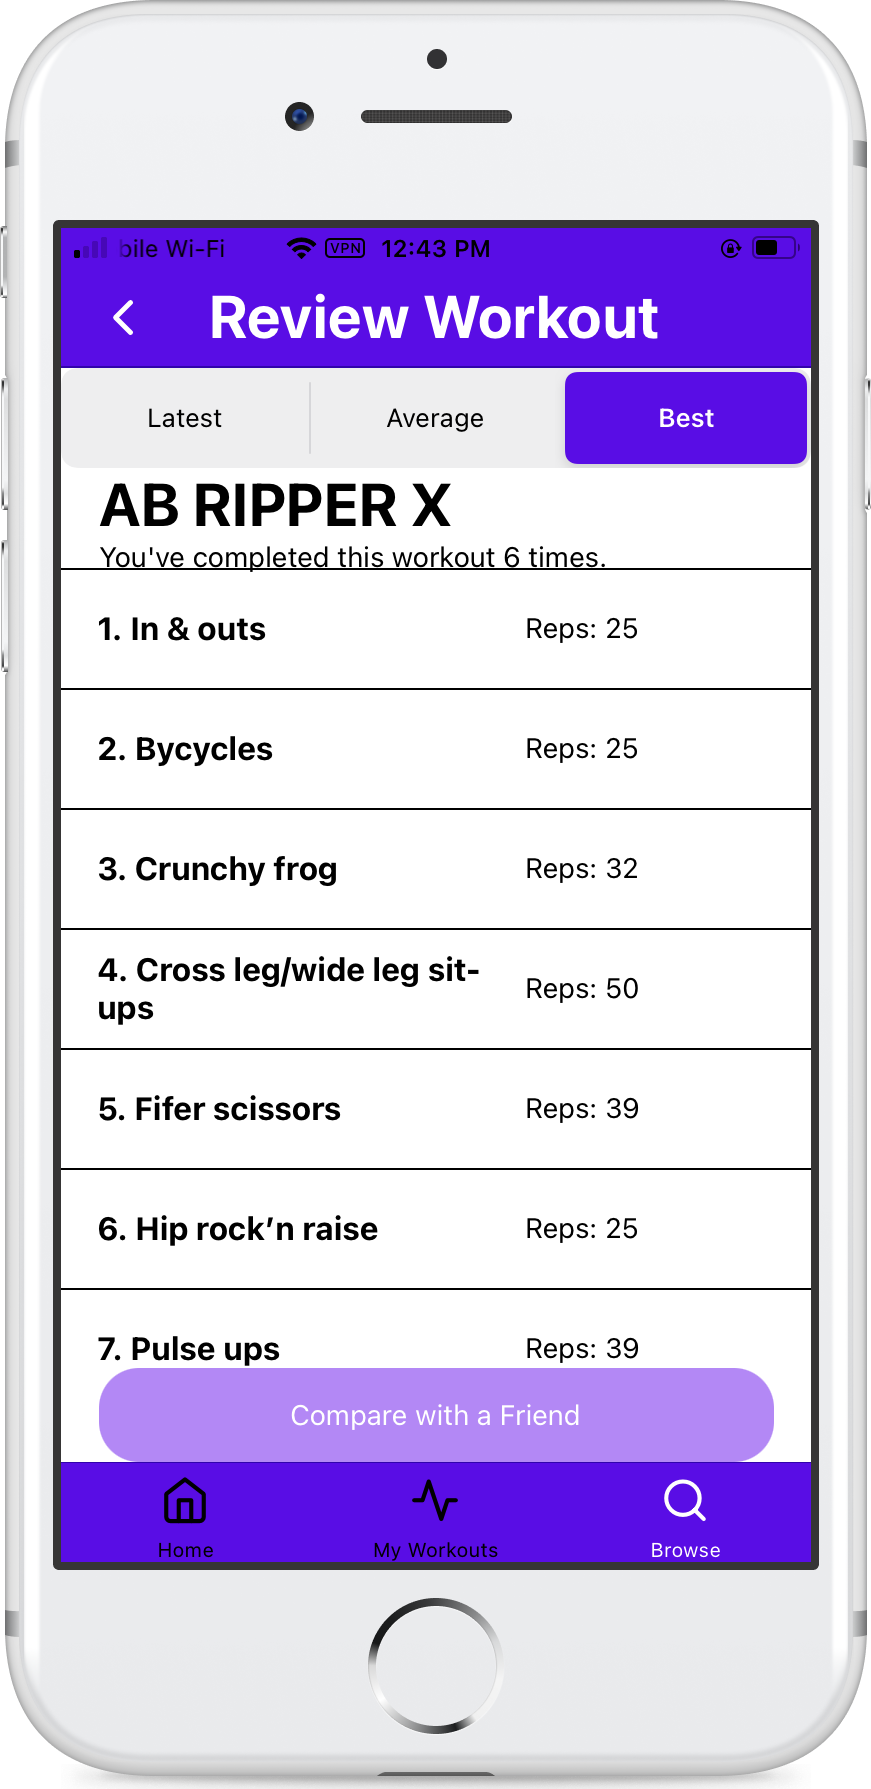 bile Wi-Fi VPN 12:43 PM
Review Workout
Latest Average Best
AB RIPPER X
You've completed this workout 6 times.
1. In & outs Reps: 25
2. Bycycles Reps: 25
3. Crunchy frog Reps: 32
4. Cross leg/wide leg sit-
ups Reps: 50
5. Fifer scissors Reps: 39
6. Hip rock’n raise Reps: 25
7. Pulse ups Reps: 39
Compare with a Friend
Home My Workouts Browse